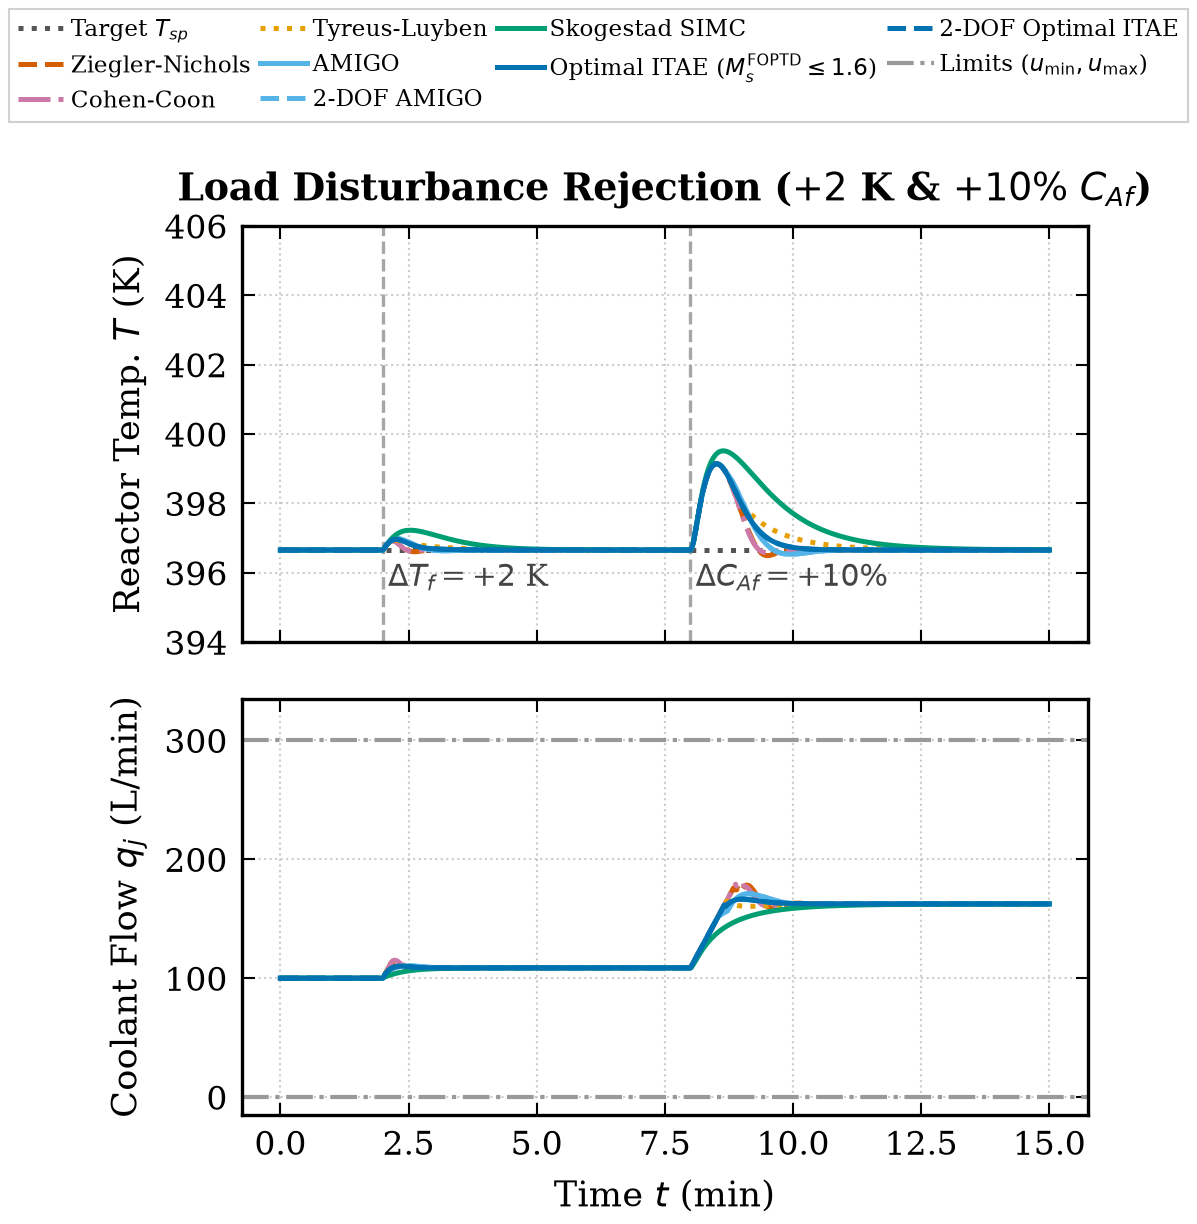 Target T_sp
Ziegler-Nichols
Cohen-Coon
Tyreus-Luyben
AMIGO
2-DOF AMIGO
Skogestad SIMC
Optimal ITAE (M_s^FOPTD ≤ 1.6)
2-DOF Optimal ITAE
Limits (u_min, u_max)
Load Disturbance Rejection (+2 K & +10% C_Af)
Reactor Temp. T (K)
406
404
402
400
398
396
394
ΔT_f = +2 K
ΔC_Af = +10%
Coolant Flow q_j (L/min)
300
200
100
0
0.0 2.5 5.0 7.5 10.0 12.5 15.0
Time t (min)